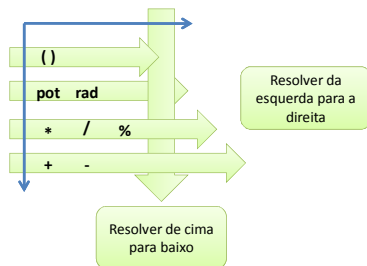 ( )
pot rad
* / %
+ -
Resolver da
esquerda para a
direita
Resolver de cima
para baixo